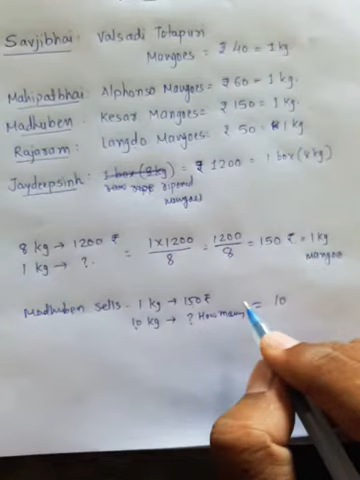 Savjibhai: Valsadi Totapuri
Mangoes = ₹ 40 = 1 kg.
Mahipatbhai: Alphonso Mangoes = ₹ 60 = 1 kg.
Madhuben: Kesar Mangoes = ₹ 150 = 1 kg.
Rajaram: Langdo Mangoes: ₹ 50 = 1 kg
Jaydeepsinh: 1 box (8 kg) = ₹ 1200 = 1 box (8 kg)
ripened
Mangoes
8 kg → 1200 ₹
1 kg → ? = 1×1200/8 = 1200/8 = 150 ₹ = 1 kg
Mangoe
Madhuben sells. 1 kg → 150 ₹
10 kg → ? How many = 10